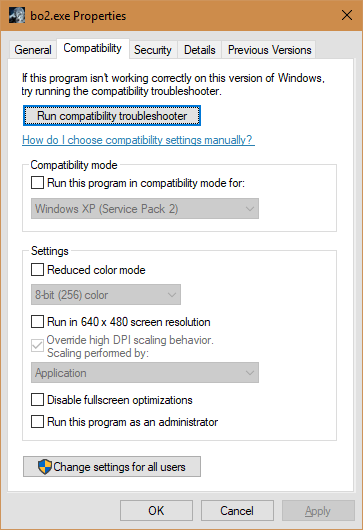 bo2.exe Properties
General Compatibility Security Details Previous Versions
If this program isn't working correctly on this version of Windows,
try running the compatibility troubleshooter.
Run compatibility troubleshooter
How do I choose compatibility settings manually?
Compatibility mode
Run this program in compatibility mode for:
Windows XP (Service Pack 2)
Settings
Reduced color mode
8-bit (256) color
Run in 640 x 480 screen resolution
Override high DPI scaling behavior.
Scaling performed by:
Application
Disable fullscreen optimizations
Run this program as an administrator
Change settings for all users
OK Cancel Apply